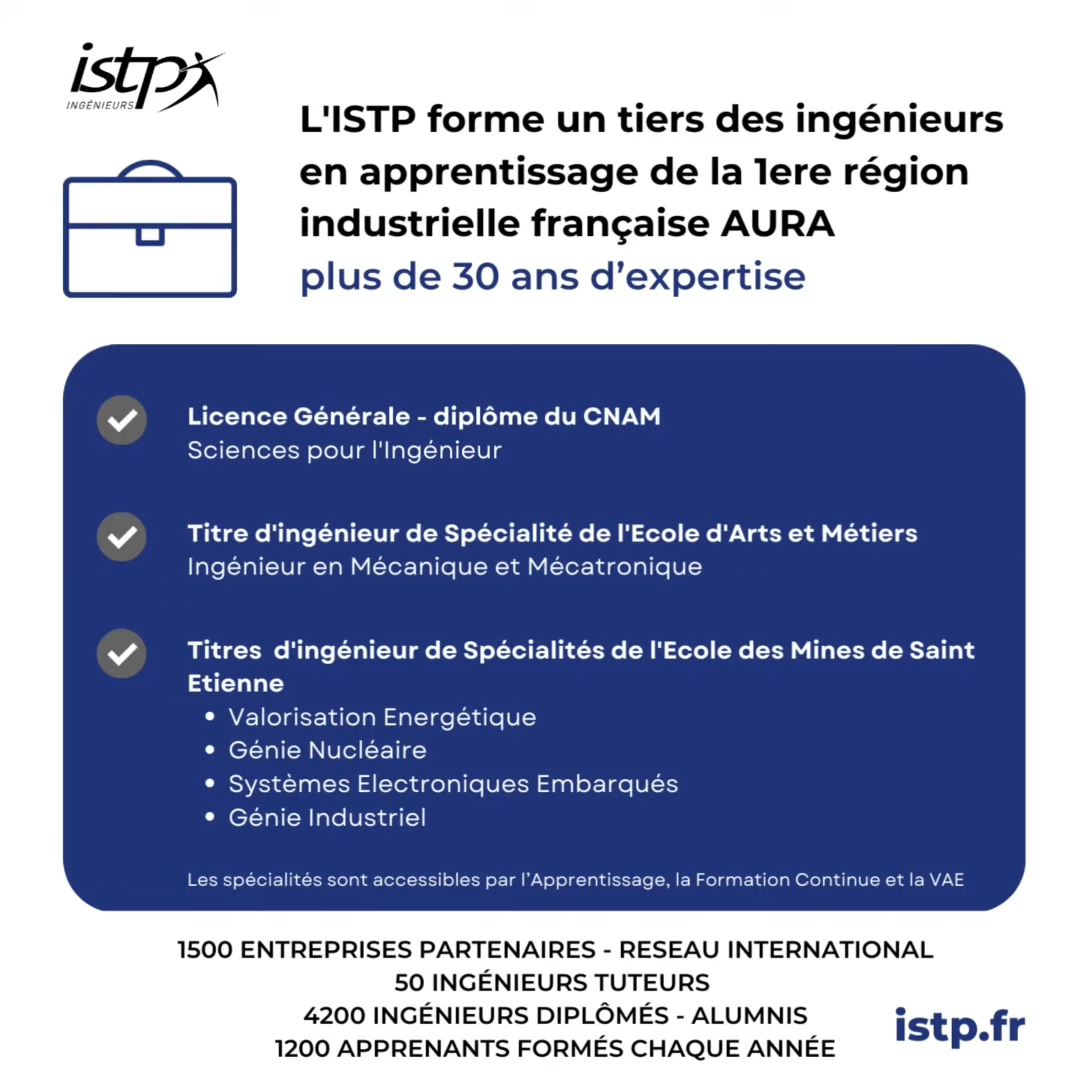 istp
INGÉNIEURS
L'ISTP forme un tiers des ingénieurs
en apprentissage de la 1ere région
industrielle française AURA
plus de 30 ans d’expertise
Licence Générale - diplôme du CNAM
Sciences pour l'Ingénieur
Titre d'ingénieur de Spécialité de l'Ecole d'Arts et Métiers
Ingénieur en Mécanique et Mécatronique
Titres d'ingénieur de Spécialités de l'Ecole des Mines de Saint
Etienne
• Valorisation Energétique
• Génie Nucléaire
• Systèmes Electroniques Embarqués
• Génie Industriel
Les spécialités sont accessibles par l’Apprentissage, la Formation Continue et la VAE
1500 ENTREPRISES PARTENAIRES - RESEAU INTERNATIONAL
50 INGÉNIEURS TUTEURS
4200 INGÉNIEURS DIPLÔMÉS - ALUMNIS
1200 APPRENANTS FORMÉS CHAQUE ANNÉE
istp.fr